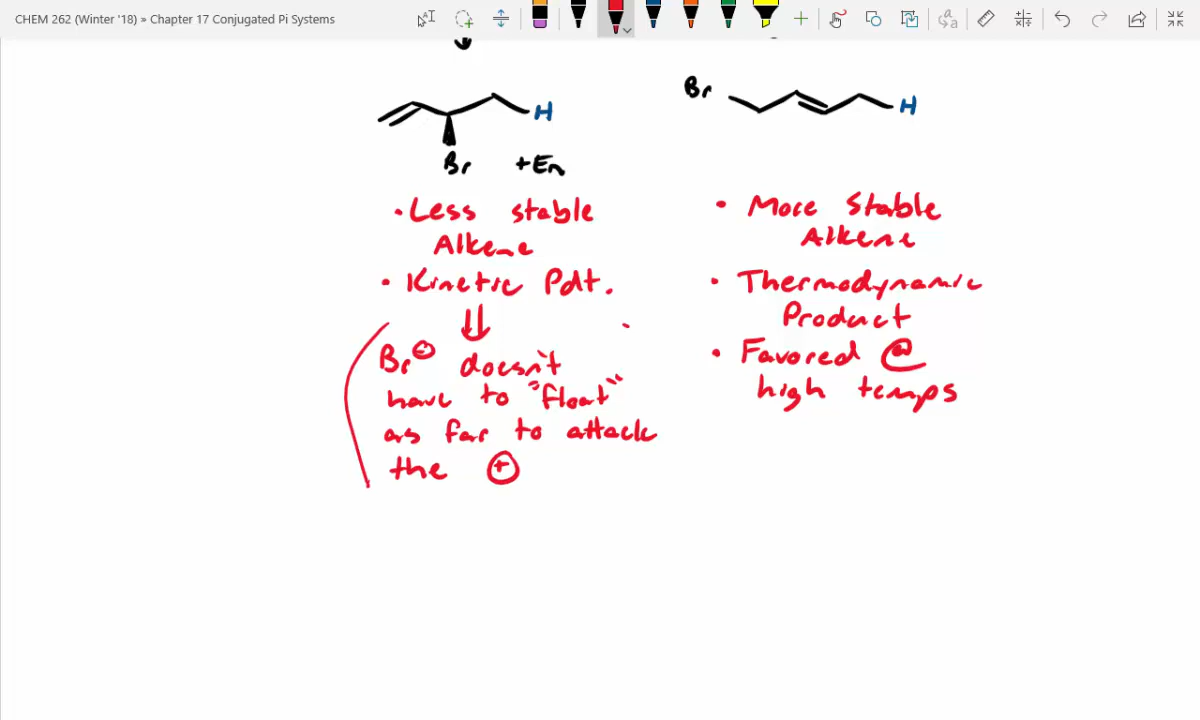 CHEM 262 (Winter '18) » Chapter 17 Conjugated Pi Systems
H
Br +En
• Less stable
Alkene
• Kinetic Pdt.
⇓
Br⊖ doesn't
have to "float"
as far to attack
the ⊕
Br
H
• More Stable
Alkene
• Thermodynamic
Product
• Favored @
high temps